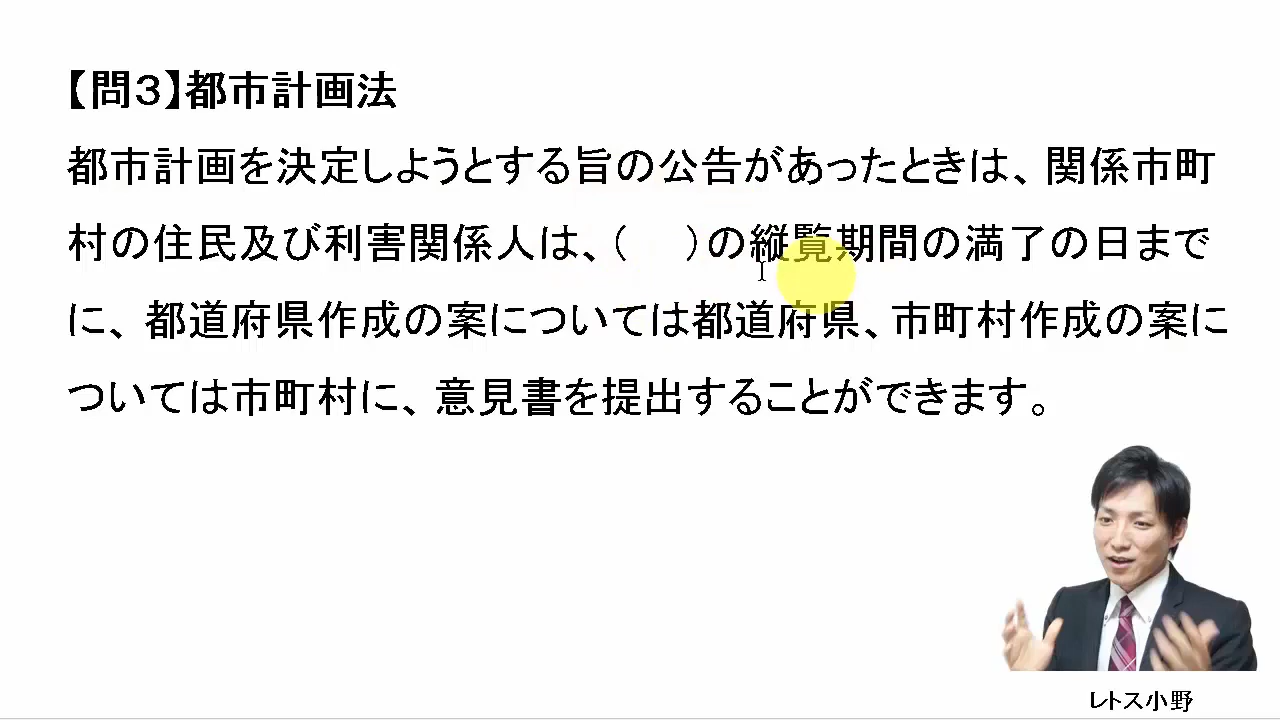 【問３】都市計画法
都市計画を決定しようとする旨の公告があったときは、関係市町
村の住民及び利害関係人は、（　）の縦覧期間の満了の日まで
に、都道府県作成の案については都道府県、市町村作成の案に
ついては市町村に、意見書を提出することができます。
レトス小野